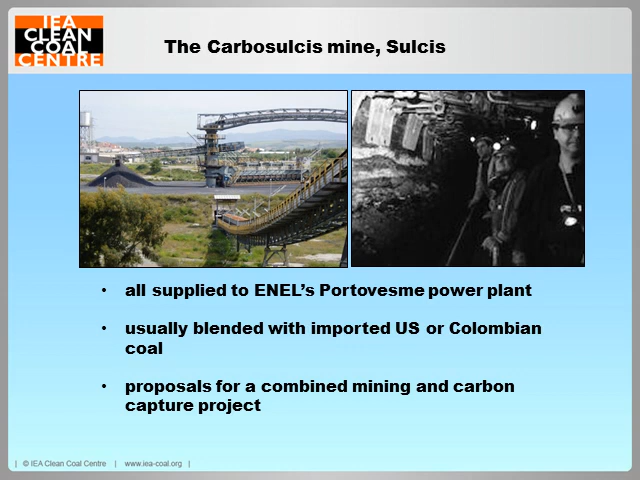 IEA
CLEAN
COAL
CENTRE
The Carbosulcis mine, Sulcis
• all supplied to ENEL’s Portovesme power plant
• usually blended with imported US or Colombian
coal
• proposals for a combined mining and carbon
capture project
| © IEA Clean Coal Centre | www.iea-coal.org |